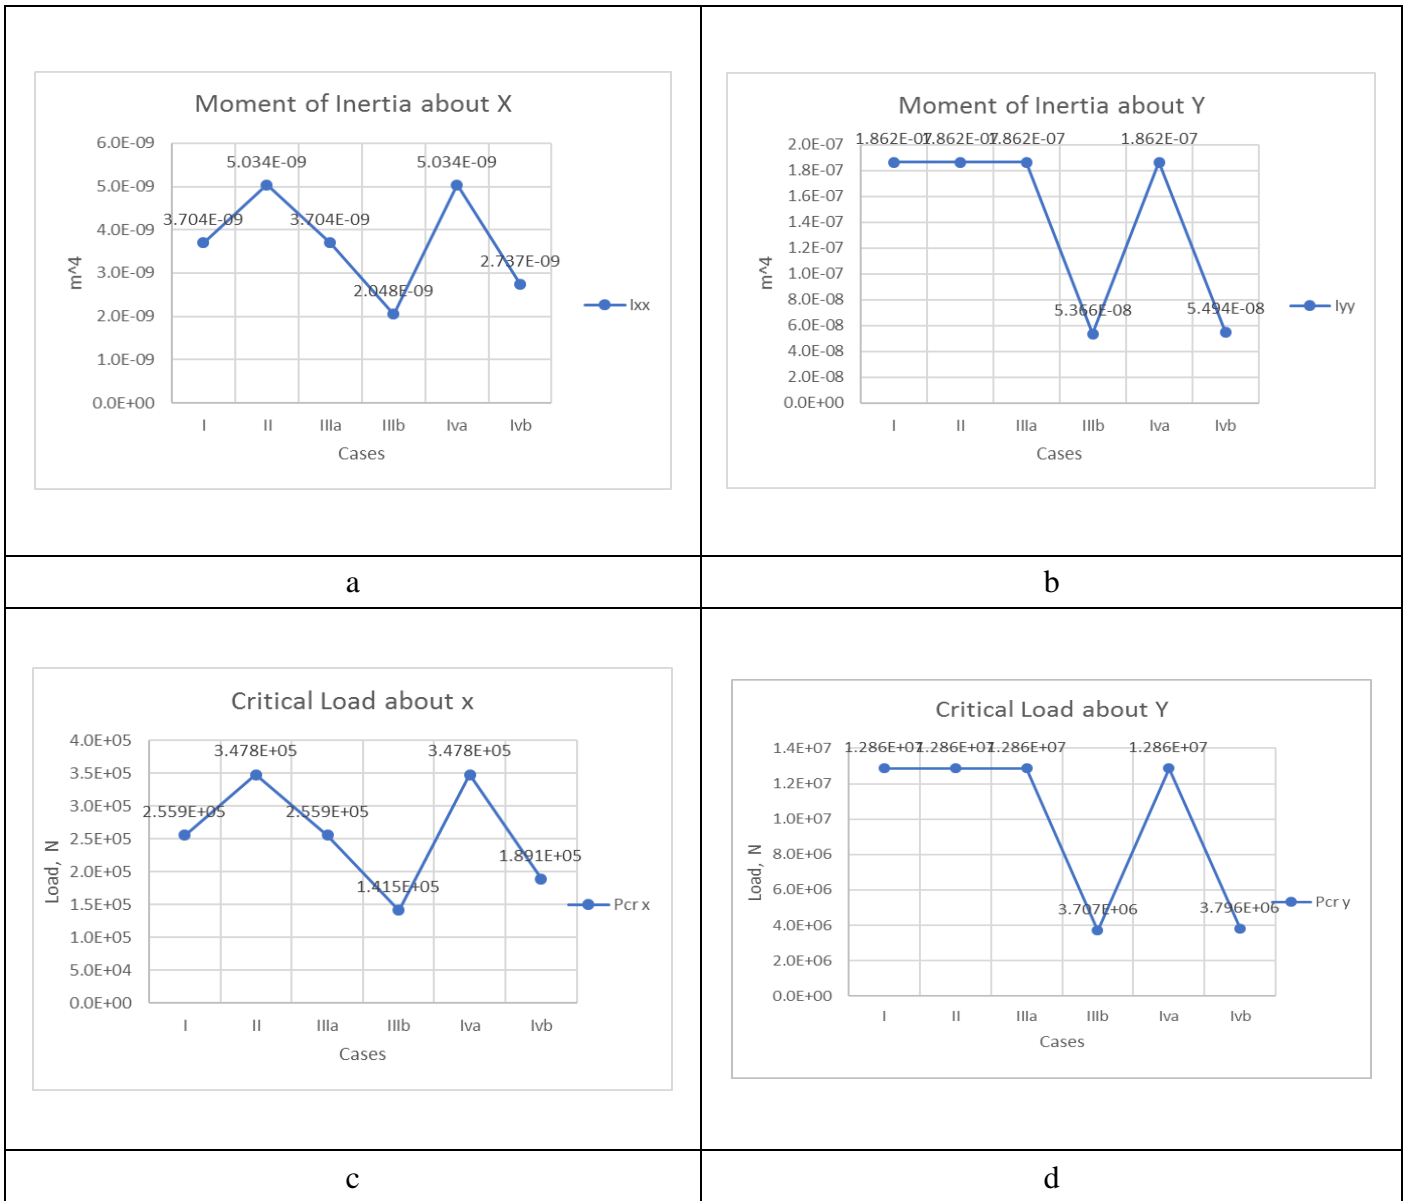 Moment of Inertia about X
6.0E-09
5.0E-09
4.0E-09
3.0E-09
2.0E-09
1.0E-09
0.0E+00
m^4
3.704E-09
5.034E-09
3.704E-09
2.048E-09
5.034E-09
2.737E-09
I
II
IIIa
IIIb
Iva
Ivb
Cases
Ixx
Moment of Inertia about Y
2.0E-07
1.8E-07
1.6E-07
1.4E-07
1.2E-07
1.0E-07
8.0E-08
6.0E-08
4.0E-08
2.0E-08
0.0E+00
m^4
1.862E-07
1.862E-07
1.862E-07
5.366E-08
1.862E-07
5.494E-08
I
II
IIIa
IIIb
Iva
Ivb
Cases
Iyy
a
b
Critical Load about x
4.0E+05
3.5E+05
3.0E+05
2.5E+05
2.0E+05
1.5E+05
1.0E+05
5.0E+04
0.0E+00
Load, N
2.559E+05
3.478E+05
2.559E+05
1.415E+05
3.478E+05
1.891E+05
I
II
IIIa
IIIb
Iva
Ivb
Cases
Pcr x
Critical Load about Y
1.4E+07
1.2E+07
1.0E+07
8.0E+06
6.0E+06
4.0E+06
2.0E+06
0.0E+00
Load, N
1.286E+07
1.286E+07
1.286E+07
3.707E+06
1.286E+07
3.796E+06
I
II
IIIa
IIIb
Iva
Ivb
Cases
Pcr y
c
d